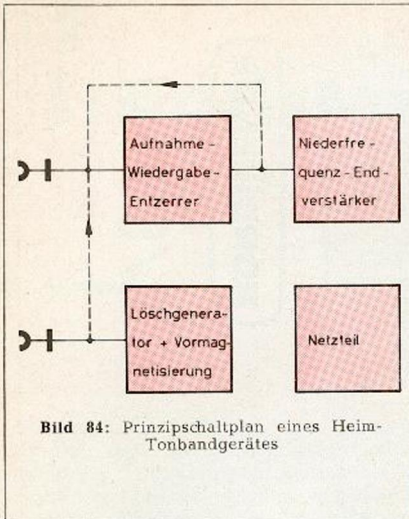 Aufnahme -
Wiedergabe -
Entzerrer
Niederfre -
quenz - End -
verstärker
Löschgenera -
tor + Vormag -
netisierung
Netzteil
Bild 84: Prinzipschaltplan eines Heim-
Tonbandgerätes